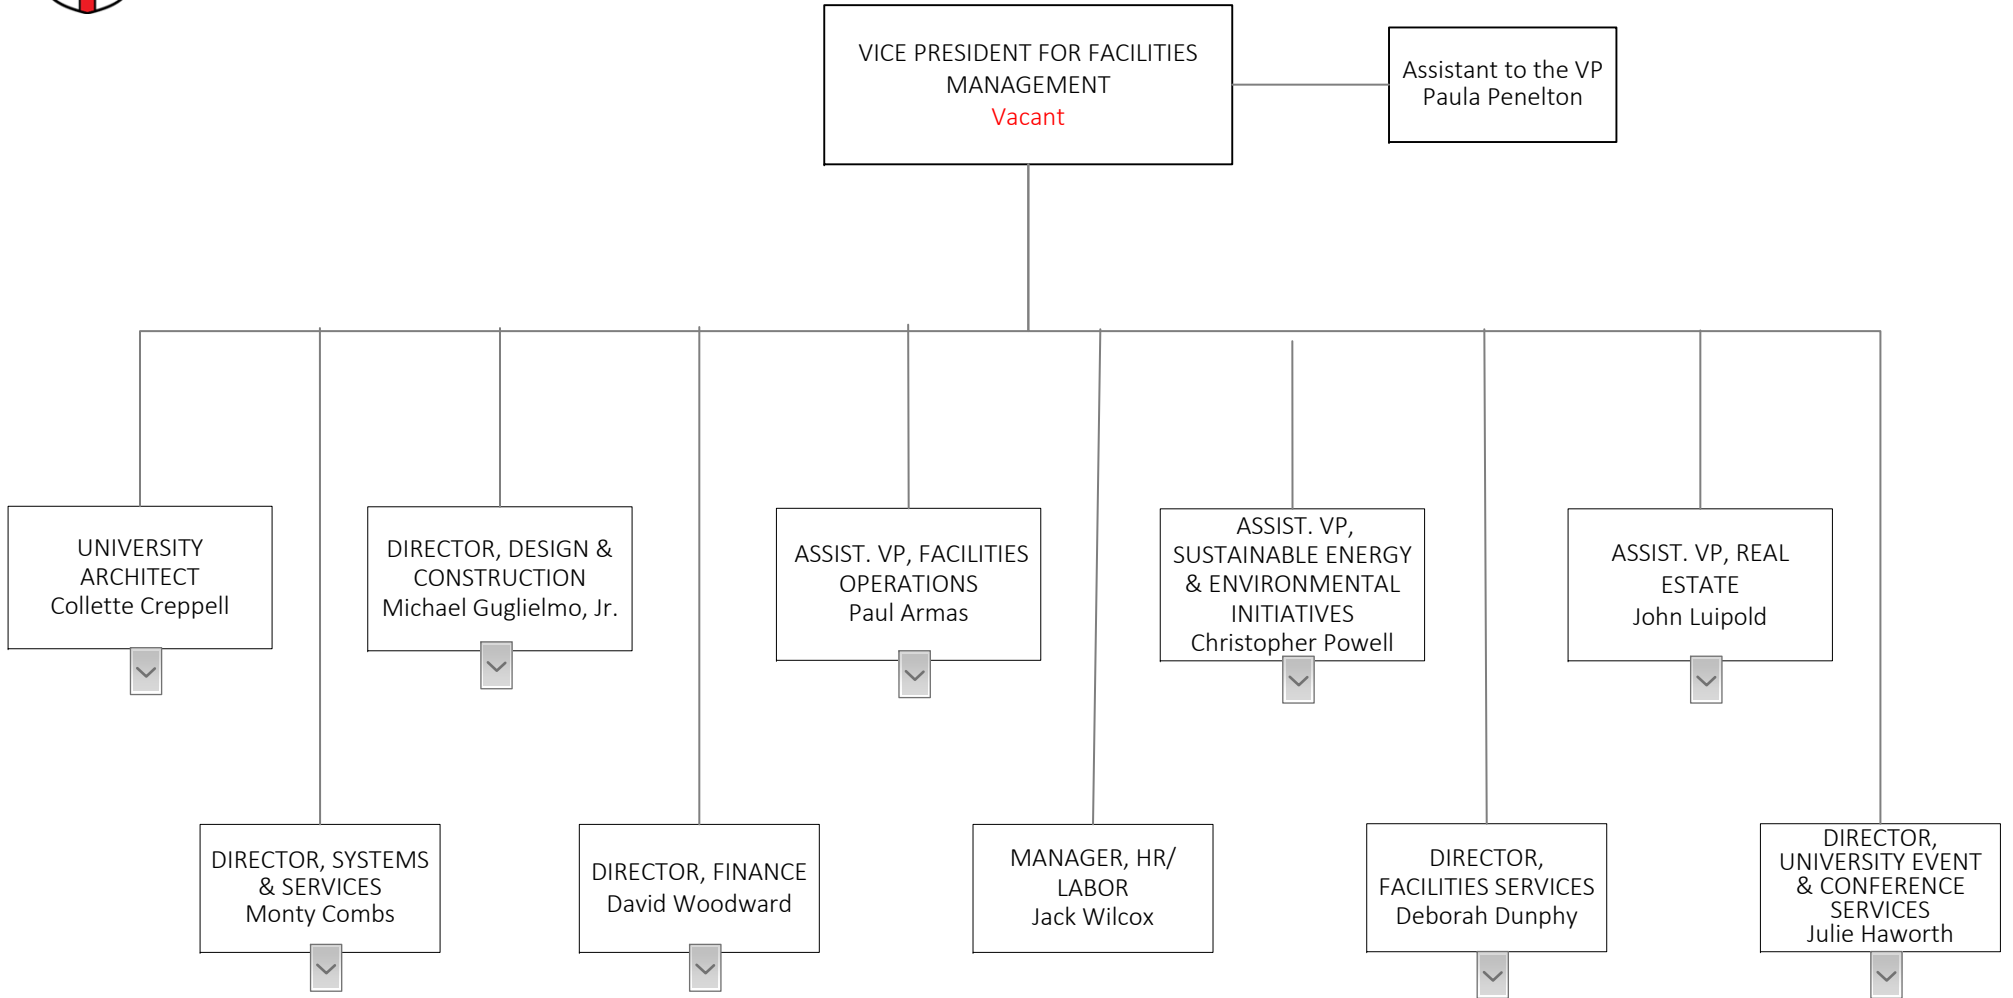 VICE PRESIDENT FOR FACILITIES
MANAGEMENT
Vacant
Assistant to the VP
Paula Penelton
UNIVERSITY
ARCHITECT
Collette Creppell
DIRECTOR, DESIGN &
CONSTRUCTION
Michael Guglielmo, Jr.
ASSIST. VP, FACILITIES
OPERATIONS
Paul Armas
ASSIST. VP,
SUSTAINABLE ENERGY
& ENVIRONMENTAL
INITIATIVES
Christopher Powell
ASSIST. VP, REAL
ESTATE
John Luipold
DIRECTOR, SYSTEMS
& SERVICES
Monty Combs
DIRECTOR, FINANCE
David Woodward
MANAGER, HR/
LABOR
Jack Wilcox
DIRECTOR,
FACILITIES SERVICES
Deborah Dunphy
DIRECTOR,
UNIVERSITY EVENT
& CONFERENCE
SERVICES
Julie Haworth